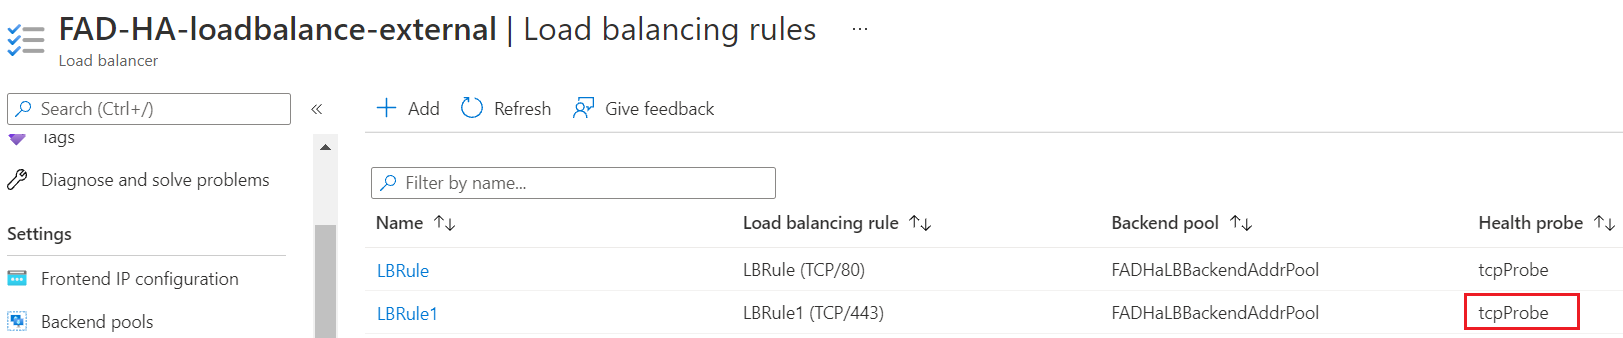 FAD-HA-loadbalance-external | Load balancing rules ...
Load balancer
Search (Ctrl+/) «
Add Refresh Give feedback
Tags
Diagnose and solve problems
Filter by name...
Name ↑↓ Load balancing rule ↑↓ Backend pool ↑↓ Health probe ↑↓
Settings
LBRule LBRule (TCP/80) FADHaLBBackendAddrPool tcpProbe
Frontend IP configuration
LBRule1 LBRule1 (TCP/443) FADHaLBBackendAddrPool tcpProbe
Backend pools